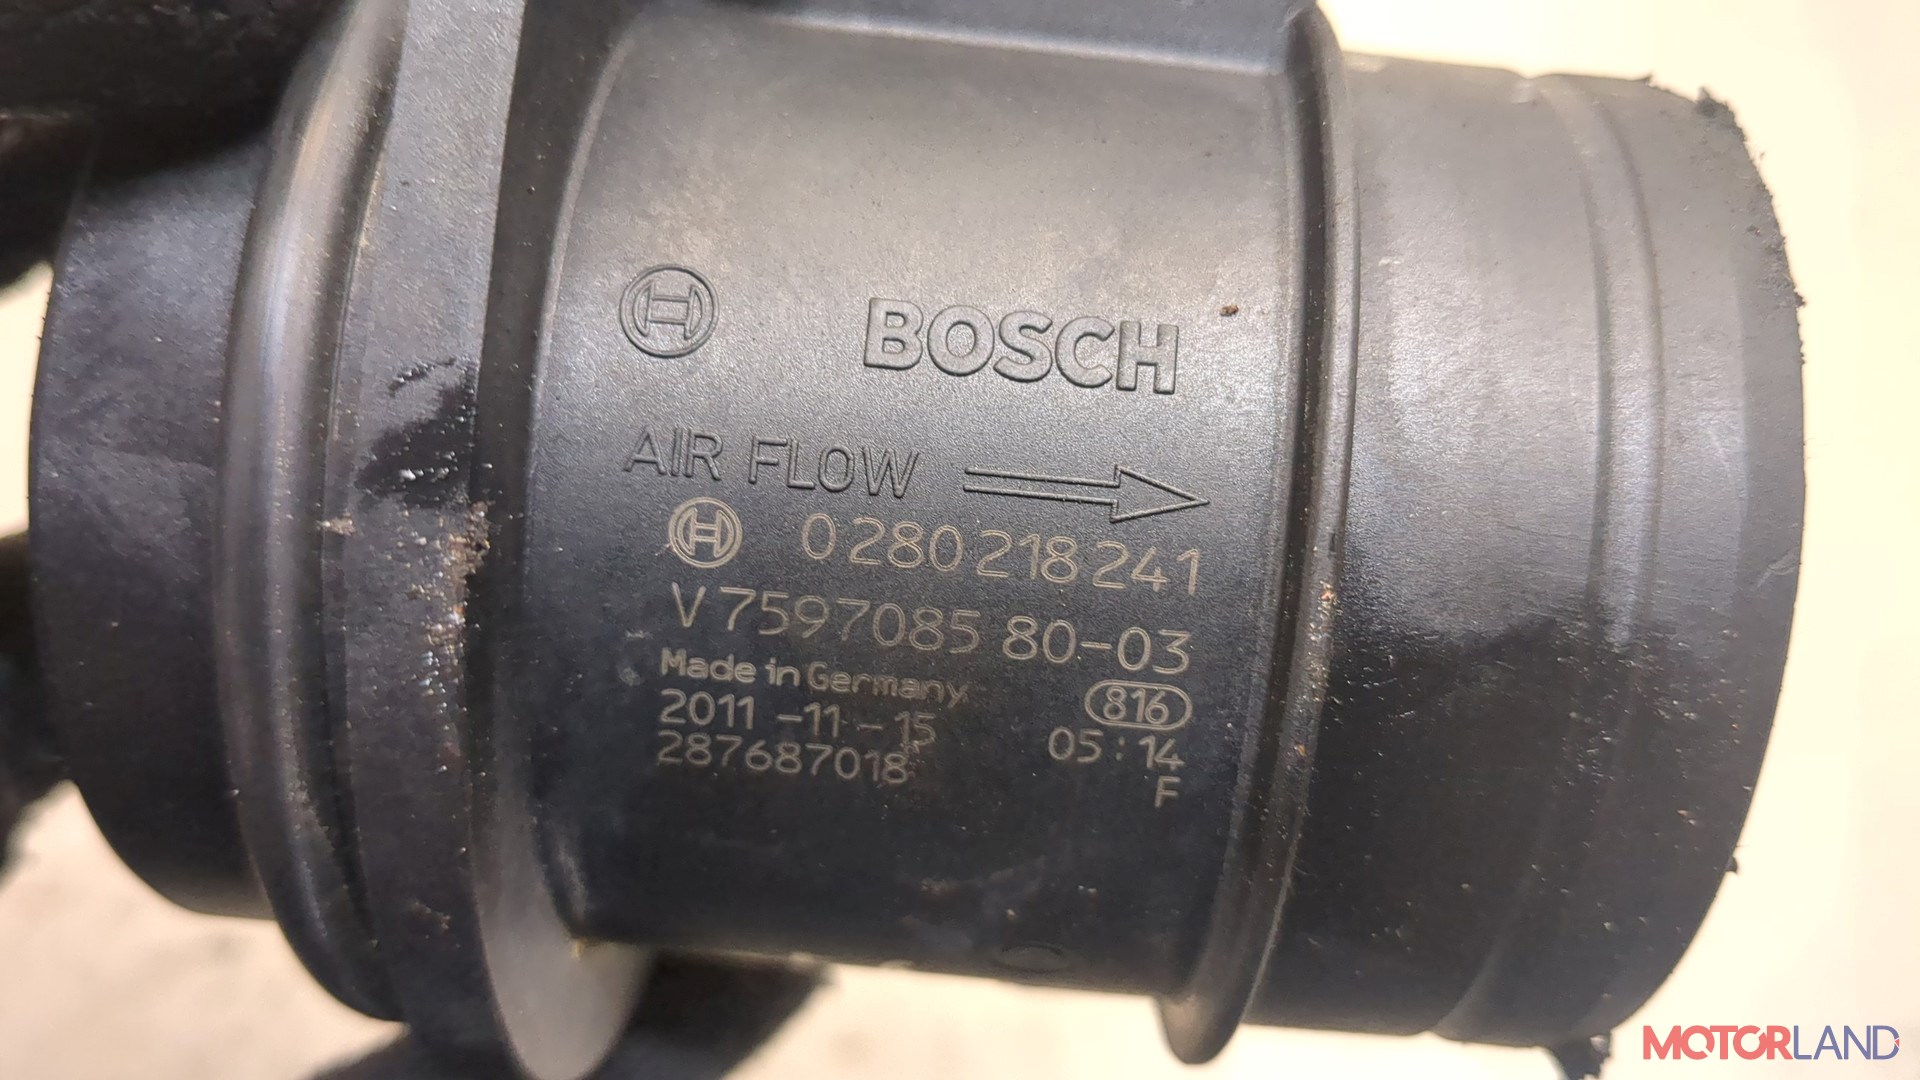 BOSCH
AIR FLOW
0 280 218 241
V 7597085 80-03
Made in Germany
816
2011-11-15
05:14
287687018
F
MOTORLAND